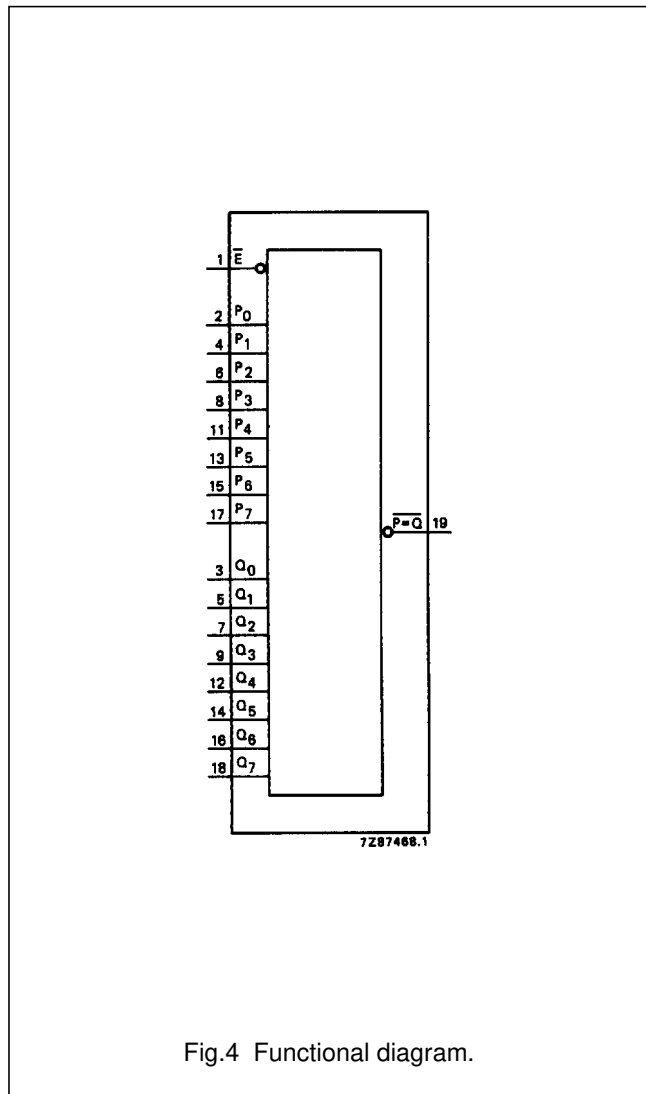 1 E̅
2 P0
4 P1
6 P2
8 P3
11 P4
13 P5
15 P6
17 P7
P=Q̅ 19
3 Q0
5 Q1
7 Q2
9 Q3
12 Q4
14 Q5
16 Q6
18 Q7
7Z87468.1
Fig.4 Functional diagram.